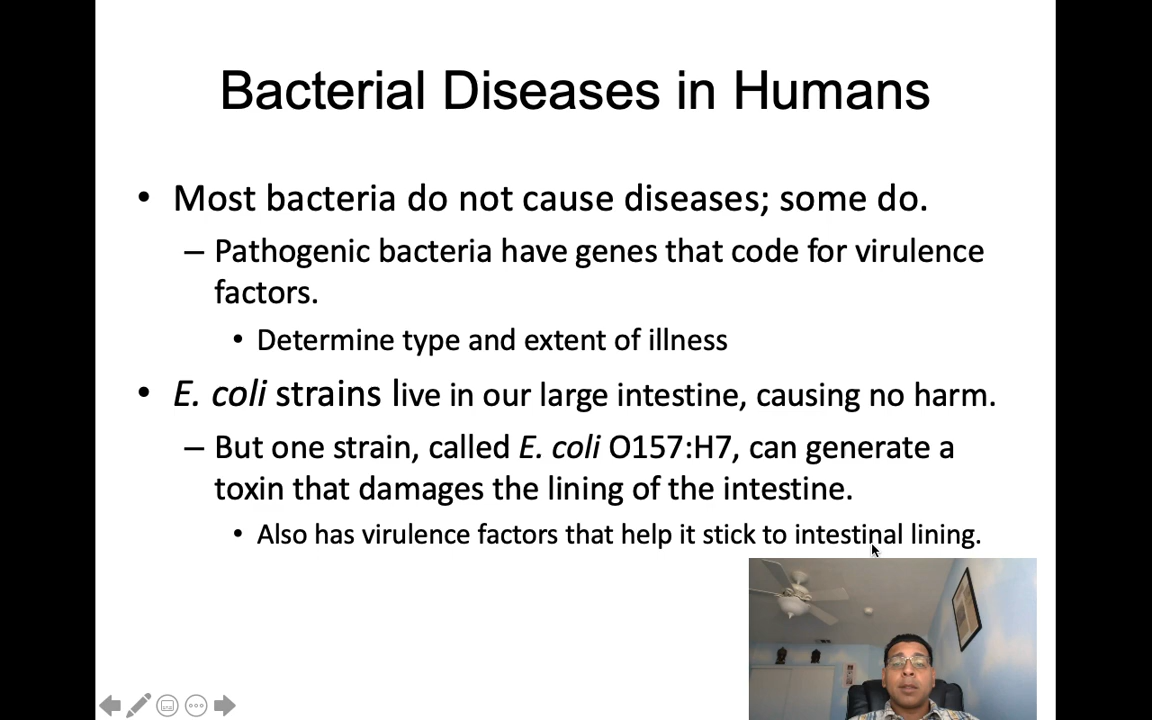 Bacterial Diseases in Humans
• Most bacteria do not cause diseases; some do.
– Pathogenic bacteria have genes that code for virulence
factors.
• Determine type and extent of illness
• E. coli strains live in our large intestine, causing no harm.
– But one strain, called E. coli O157:H7, can generate a
toxin that damages the lining of the intestine.
• Also has virulence factors that help it stick to intestinal lining.